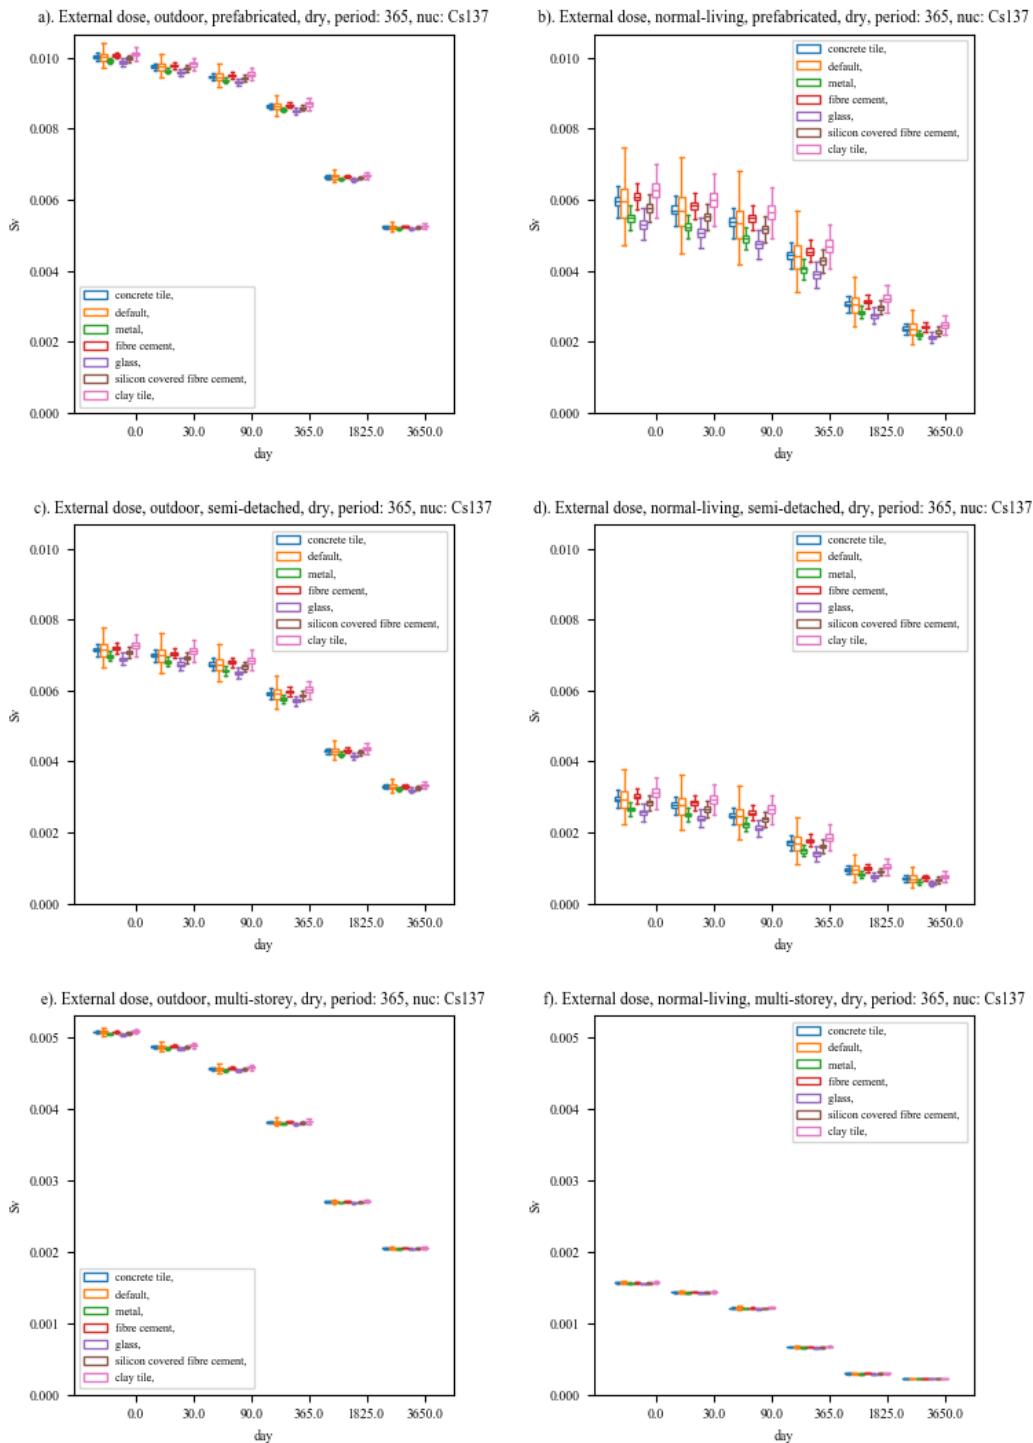 a). External dose, outdoor, prefabricated, dry, period: 365, nuc: Cs137
0.010
0.008
0.006
Sv
0.004
0.002
0.000
concrete tile,
default,
metal,
fibre cement,
glass,
silicon covered fibre cement,
clay tile,
0.0 30.0 90.0 365.0 1825.0 3650.0
day
b). External dose, normal-living, prefabricated, dry, period: 365, nuc: Cs137
0.010
0.008
0.006
Sv
0.004
0.002
0.000
concrete tile,
default,
metal,
fibre cement,
glass,
silicon covered fibre cement,
clay tile,
0.0 30.0 90.0 365.0 1825.0 3650.0
day
c). External dose, outdoor, semi-detached, dry, period: 365, nuc: Cs137
0.010
0.008
0.006
Sv
0.004
0.002
0.000
concrete tile,
default,
metal,
fibre cement,
glass,
silicon covered fibre cement,
clay tile,
0.0 30.0 90.0 365.0 1825.0 3650.0
day
d). External dose, normal-living, semi-detached, dry, period: 365, nuc: Cs137
0.010
0.008
0.006
Sv
0.004
0.002
0.000
concrete tile,
default,
metal,
fibre cement,
glass,
silicon covered fibre cement,
clay tile,
0.0 30.0 90.0 365.0 1825.0 3650.0
day
e). External dose, outdoor, multi-storey, dry, period: 365, nuc: Cs137
0.005
0.004
0.003
Sv
0.002
0.001
0.000
concrete tile,
default,
metal,
fibre cement,
glass,
silicon covered fibre cement,
clay tile,
0.0 30.0 90.0 365.0 1825.0 3650.0
day
f). External dose, normal-living, multi-storey, dry, period: 365, nuc: Cs137
0.005
0.004
0.003
Sv
0.002
0.001
0.000
concrete tile,
default,
metal,
fibre cement,
glass,
silicon covered fibre cement,
clay tile,
0.0 30.0 90.0 365.0 1825.0 3650.0
day